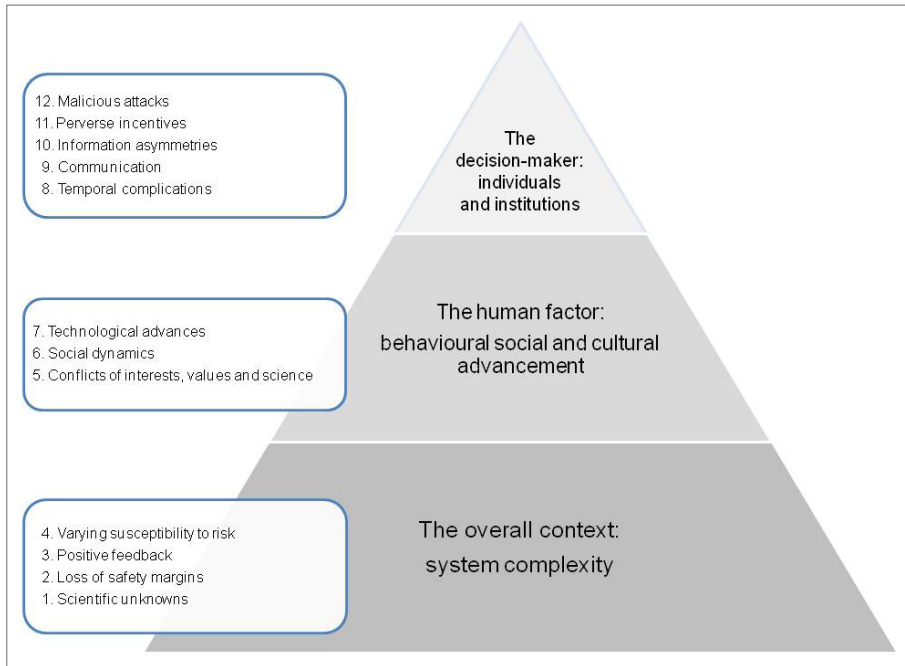 12. Malicious attacks
11. Perverse incentives
10. Information asymmetries
9. Communication
8. Temporal complications
The
decision-maker:
individuals
and institutions
7. Technological advances
6. Social dynamics
5. Conflicts of interests, values and science
The human factor:
behavioural social and cultural
advancement
4. Varying susceptibility to risk
3. Positive feedback
2. Loss of safety margins
1. Scientific unknowns
The overall context:
system complexity